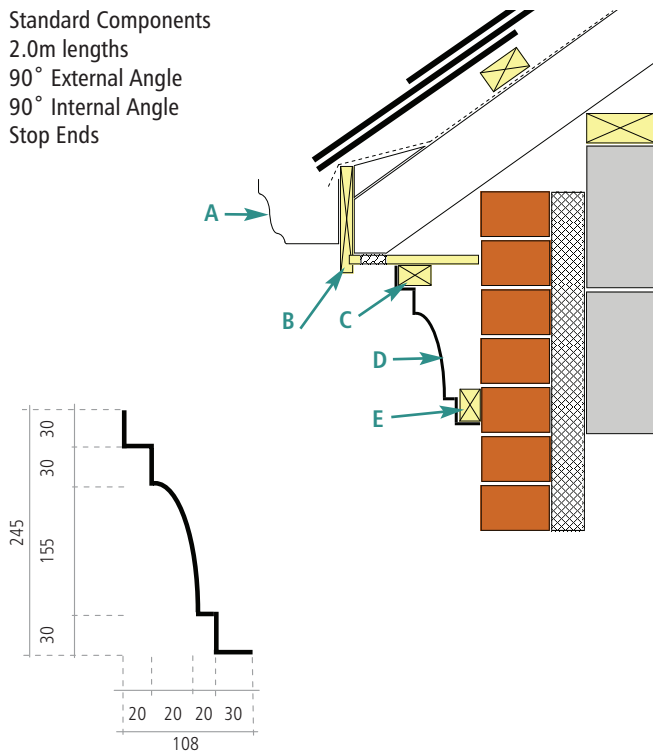 Standard Components
2.0m lengths
90° External Angle
90° Internal Angle
Stop Ends
A
B
C
D
E
30
30
245
155
30
20 20 20 30
108